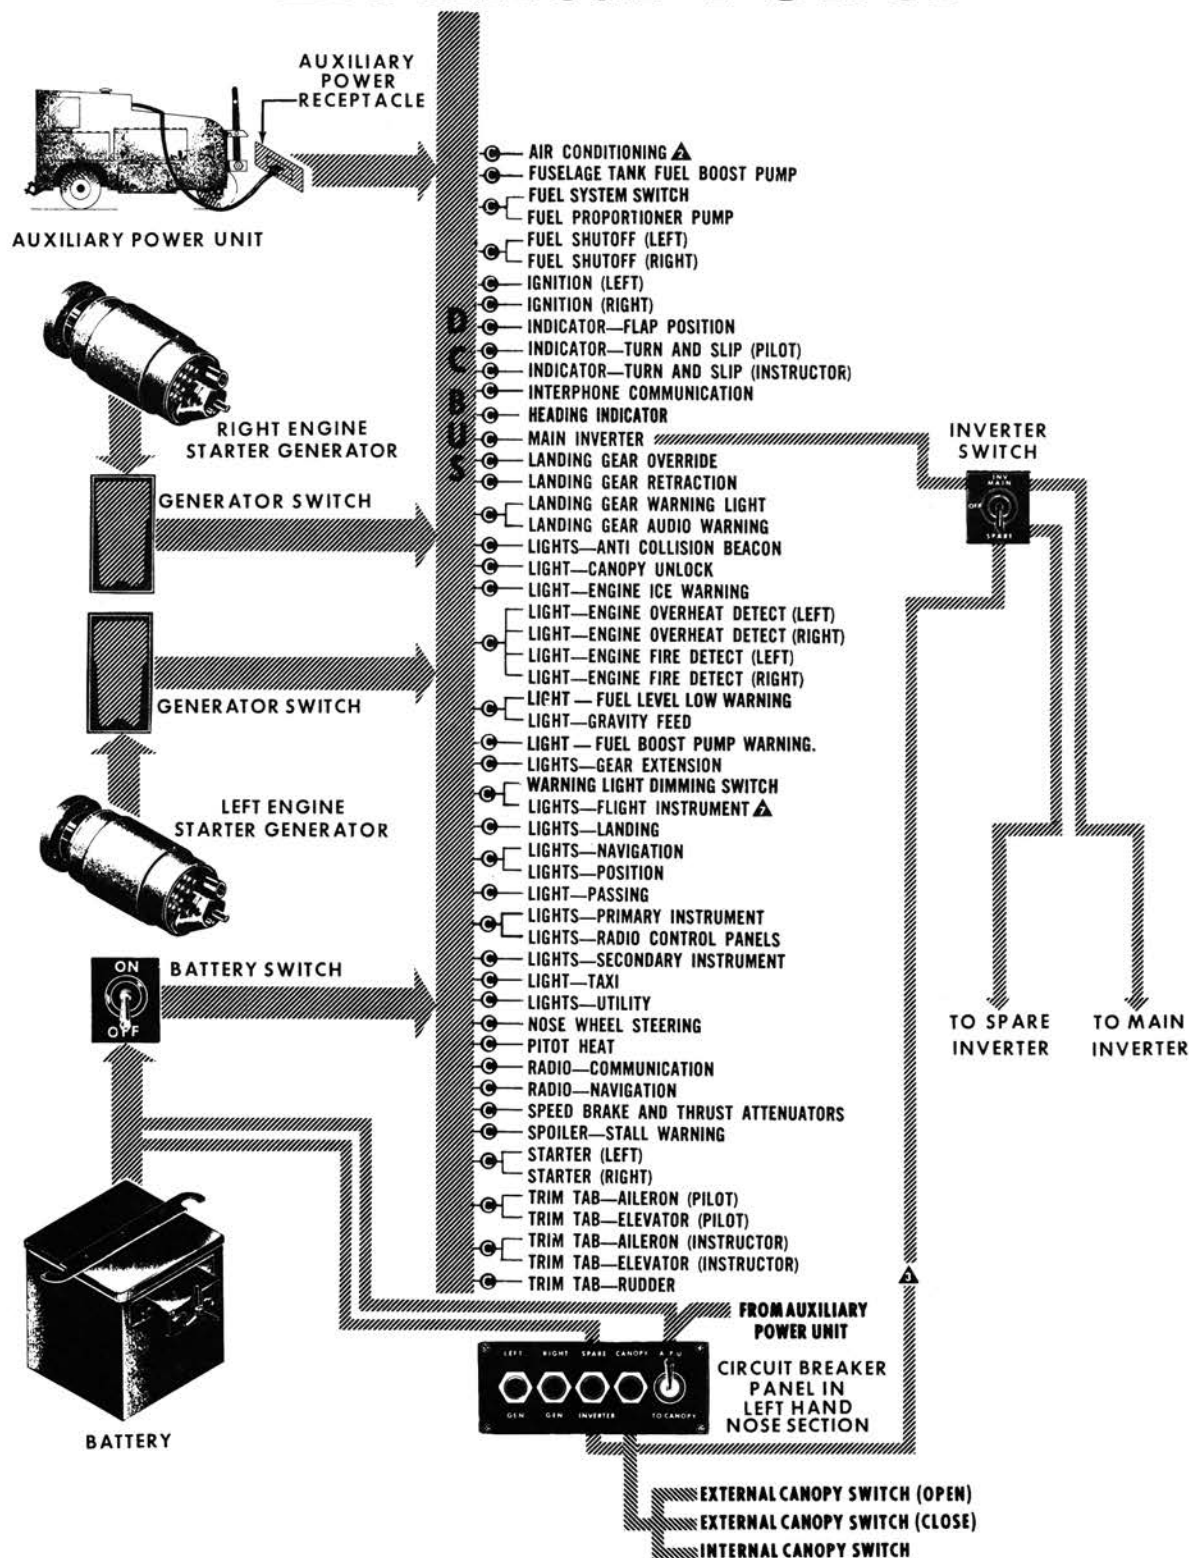 AUXILIARY
POWER
RECEPTACLE
AUXILIARY POWER UNIT
RIGHT ENGINE
STARTER GENERATOR
GENERATOR SWITCH
GENERATOR SWITCH
LEFT ENGINE
STARTER GENERATOR
ON
OFF
BATTERY SWITCH
BATTERY
DC BUS
AIR CONDITIONING 2
FUSELAGE TANK FUEL BOOST PUMP
FUEL SYSTEM SWITCH
FUEL PROPORTIONER PUMP
FUEL SHUTOFF (LEFT)
FUEL SHUTOFF (RIGHT)
IGNITION (LEFT)
IGNITION (RIGHT)
INDICATOR—FLAP POSITION
INDICATOR—TURN AND SLIP (PILOT)
INDICATOR—TURN AND SLIP (INSTRUCTOR)
INTERPHONE COMMUNICATION
HEADING INDICATOR
MAIN INVERTER
LANDING GEAR OVERRIDE
LANDING GEAR RETRACTION
LANDING GEAR WARNING LIGHT
LANDING GEAR AUDIO WARNING
LIGHTS—ANTI COLLISION BEACON
LIGHT—CANOPY UNLOCK
LIGHT—ENGINE ICE WARNING
LIGHT—ENGINE OVERHEAT DETECT (LEFT)
LIGHT—ENGINE OVERHEAT DETECT (RIGHT)
LIGHT—ENGINE FIRE DETECT (LEFT)
LIGHT—ENGINE FIRE DETECT (RIGHT)
LIGHT — FUEL LEVEL LOW WARNING
LIGHT—GRAVITY FEED
LIGHT — FUEL BOOST PUMP WARNING.
LIGHTS—GEAR EXTENSION
WARNING LIGHT DIMMING SWITCH
LIGHTS—FLIGHT INSTRUMENT 7
LIGHTS—LANDING
LIGHTS—NAVIGATION
LIGHTS—POSITION
LIGHT—PASSING
LIGHTS—PRIMARY INSTRUMENT
LIGHTS—RADIO CONTROL PANELS
LIGHTS—SECONDARY INSTRUMENT
LIGHT—TAXI
LIGHTS—UTILITY
NOSE WHEEL STEERING
PITOT HEAT
RADIO—COMMUNICATION
RADIO—NAVIGATION
SPEED BRAKE AND THRUST ATTENUATORS
SPOILER—STALL WARNING
STARTER (LEFT)
STARTER (RIGHT)
TRIM TAB—AILERON (PILOT)
TRIM TAB—ELEVATOR (PILOT)
TRIM TAB—AILERON (INSTRUCTOR)
TRIM TAB—ELEVATOR (INSTRUCTOR)
TRIM TAB—RUDDER
INVERTER
SWITCH
INV
MAIN
OFF
SPARE
TO SPARE
INVERTER
TO MAIN
INVERTER
3
FROM AUXILIARY
POWER UNIT
LEFT RIGHT SPARE CANOPY A.P.U
GEN GEN INVERTER TO CANOPY
CIRCUIT BREAKER
PANEL IN
LEFT HAND
NOSE SECTION
EXTERNAL CANOPY SWITCH (OPEN)
EXTERNAL CANOPY SWITCH (CLOSE)
INTERNAL CANOPY SWITCH